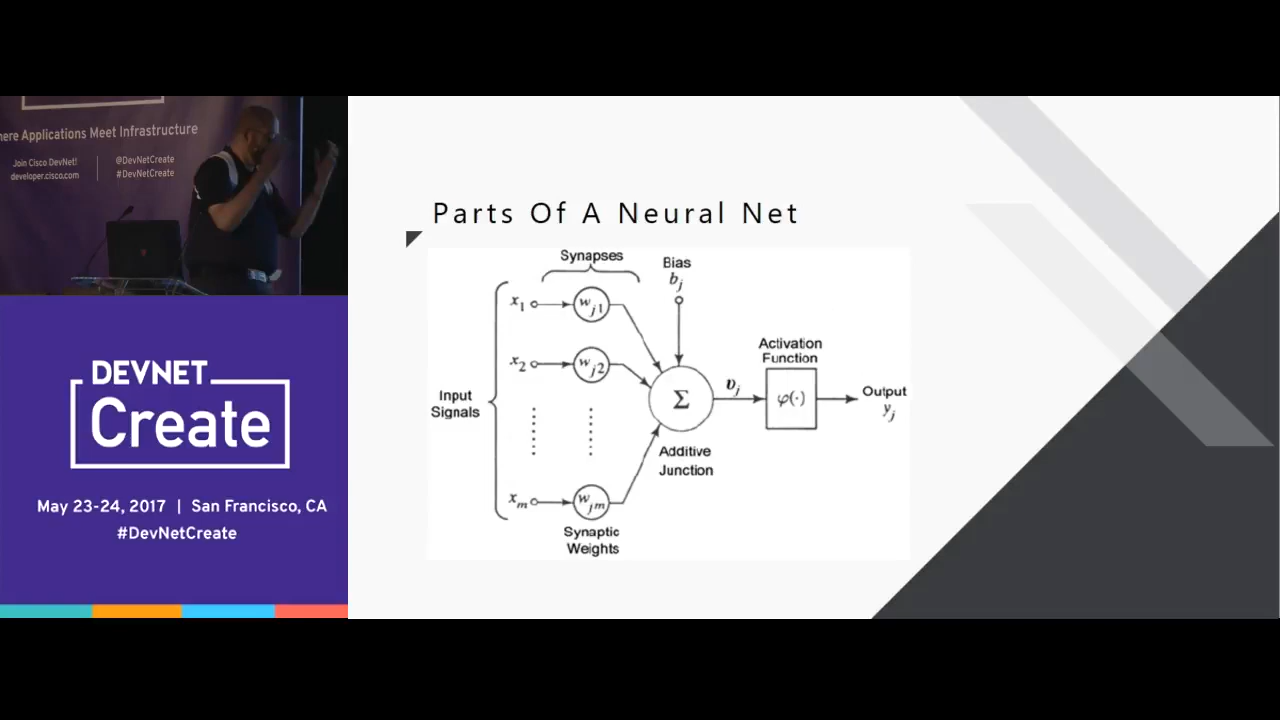 here Applications Meet Infrastructure
Join Cisco DevNet!
developer.cisco.com
@DevNetCreate
#DevNetCreate
DEVNET
Create
May 23-24, 2017 | San Francisco, CA
#DevNetCreate
Parts Of A Neural Net
Synapses
Bias
bj
x1
wj1
x2
wj2
Input
Signals
Σ
υj
Activation
Function
φ(·)
Output
yj
Additive
Junction
xm
wjm
Synaptic
Weights